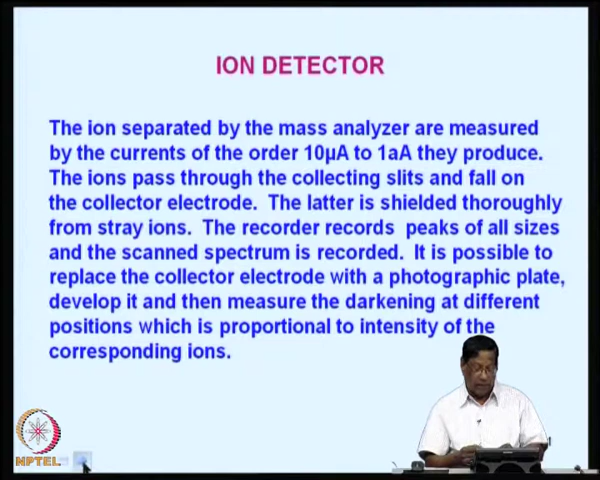 ION DETECTOR
The ion separated by the mass analyzer are measured
by the currents of the order 10µA to 1aA they produce.
The ions pass through the collecting slits and fall on
the collector electrode. The latter is shielded thoroughly
from stray ions. The recorder records peaks of all sizes
and the scanned spectrum is recorded. It is possible to
replace the collector electrode with a photographic plate,
develop it and then measure the darkening at different
positions which is proportional to intensity of the
corresponding ions.
NPTEL